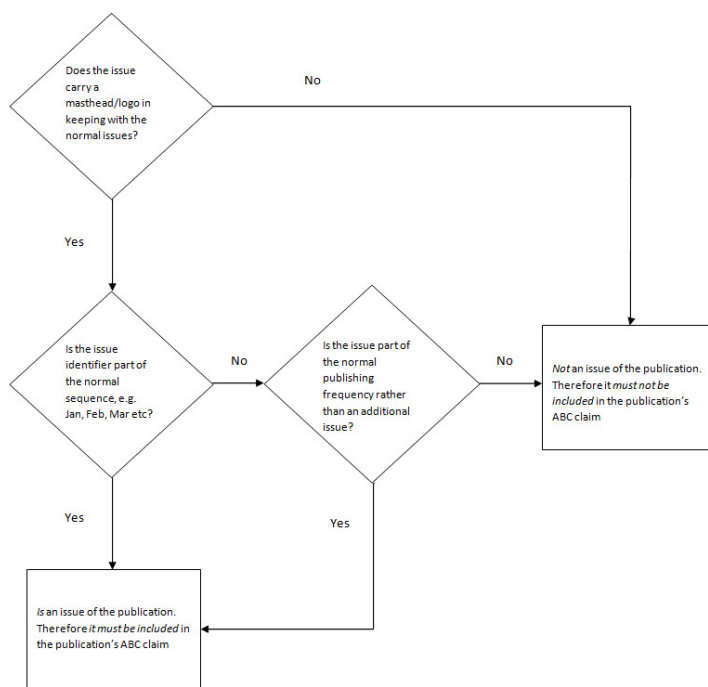 Does the issue
carry a
masthead/logo in
keeping with the
normal issues?
No
Yes
Is the issue
identifier part of
the normal
sequence, e.g.
Jan, Feb, Mar etc?
No
Is the issue part of
the normal
publishing
frequency rather
than an additional
issue?
No
Not an issue of the publication.
Therefore it must not be
included in the publication's
ABC claim
Yes
Yes
Is an issue of the publication.
Therefore it must be included in
the publication's ABC claim